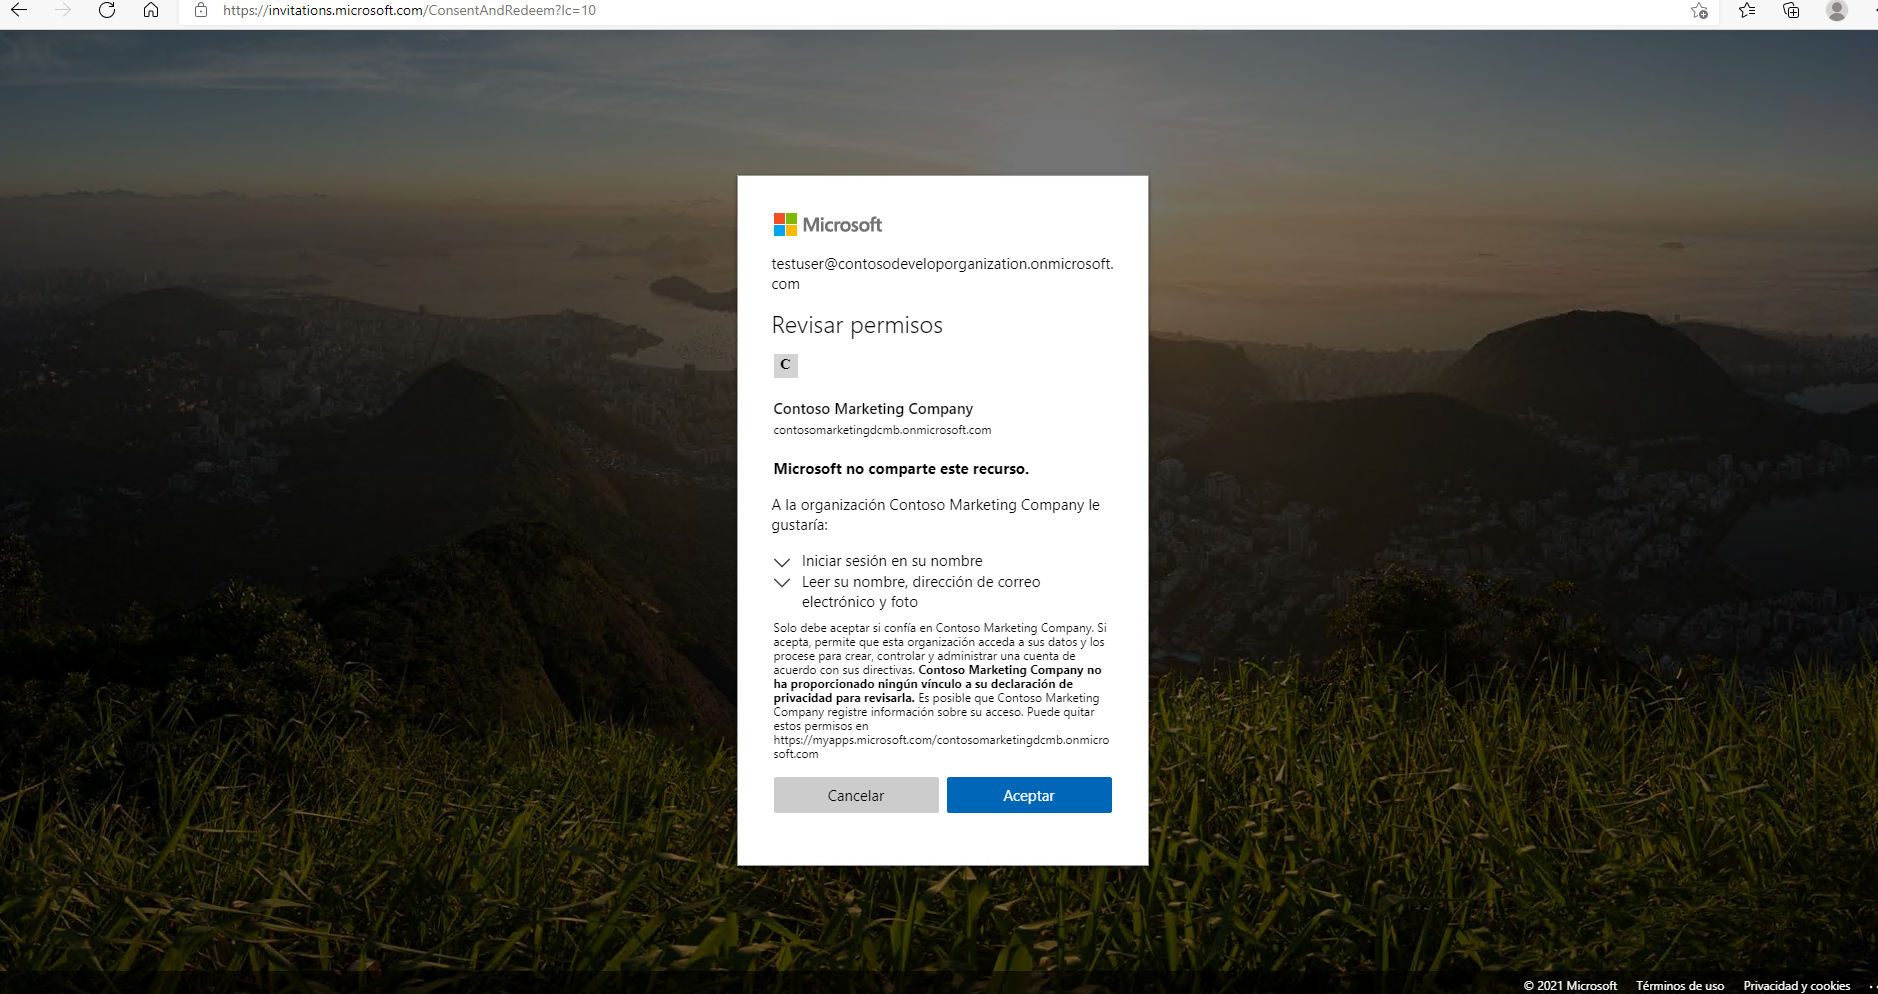 https://invitations.microsoft.com/ConsentAndRedeem?lc=10
Microsoft
testuser@contosodeveloporganization.onmicrosoft.
com
Revisar permisos
C
Contoso Marketing Company
contosomarketingdcmb.onmicrosoft.com
Microsoft no comparte este recurso.
A la organización Contoso Marketing Company le
gustaría:
Iniciar sesión en su nombre
Leer su nombre, dirección de correo
electrónico y foto
Solo debe aceptar si confía en Contoso Marketing Company. Si
acepta, permite que esta organización acceda a sus datos y los
procese para crear, controlar y administrar una cuenta de
acuerdo con sus directivas. Contoso Marketing Company no
ha proporcionado ningún vínculo a su declaración de
privacidad para revisarla. Es posible que Contoso Marketing
Company registre información sobre su acceso. Puede quitar
estos permisos en
https://myapps.microsoft.com/contosomarketingdcmb.onmicro
soft.com
Cancelar
Aceptar
© 2021 Microsoft Términos de uso Privacidad y cookies